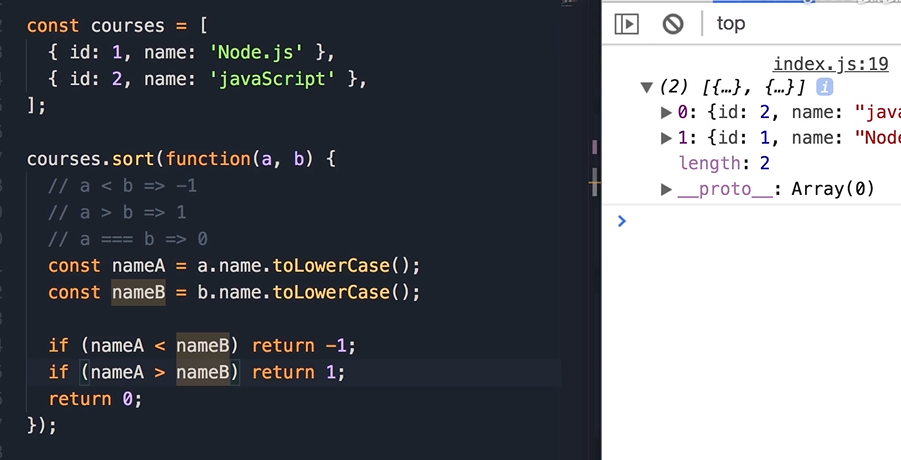 const courses = [
{ id: 1, name: 'Node.js' },
{ id: 2, name: 'javaScript' },
];
courses.sort(function(a, b) {
// a < b => -1
// a > b => 1
// a === b => 0
const nameA = a.name.toLowerCase();
const nameB = b.name.toLowerCase();
if (nameA < nameB) return -1;
if (nameA > nameB) return 1;
return 0;
});
top
index.js:19
▼ (2) [{…}, {…}] i
▶ 0: {id: 2, name: "java
▶ 1: {id: 1, name: "Node
length: 2
▶ __proto__: Array(0)
>